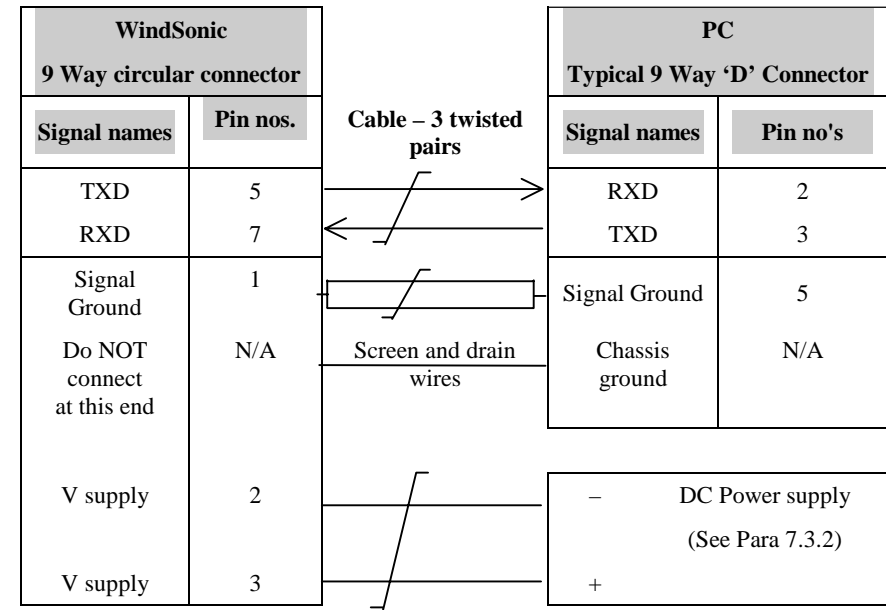 WindSonic
9 Way circular connector
PC
Typical 9 Way ‘D’ Connector
Signal names
Pin nos.
Cable – 3 twisted
pairs
Signal names
Pin no's
TXD
5
RXD
2
RXD
7
TXD
3
Signal
Ground
1
Signal Ground
5
Do NOT
connect
at this end
N/A
Screen and drain
wires
Chassis
ground
N/A
V supply
2
–
DC Power supply
(See Para 7.3.2)
V supply
3
+